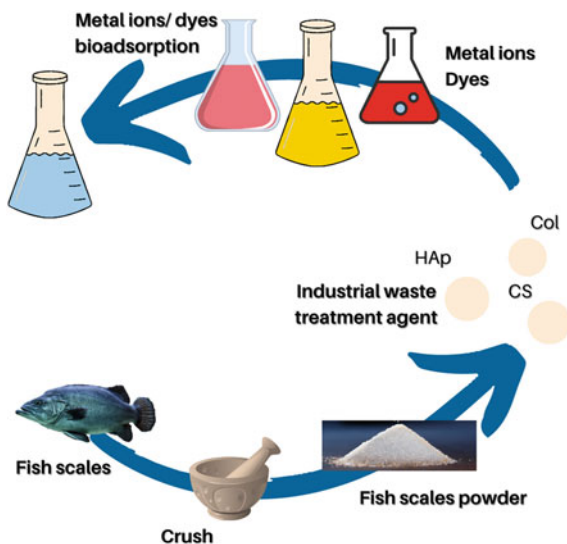 Metal ions/ dyes
bioadsorption
Metal ions
Dyes
Col
HAp
CS
Industrial waste
treatment agent
Fish scales
Fish scales powder
Crush